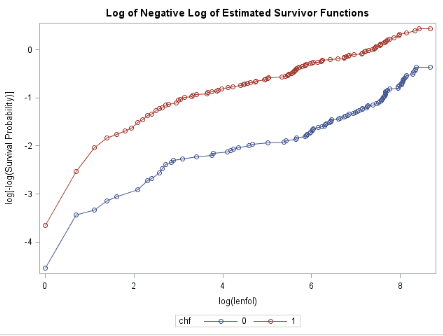 Log of Negative Log of Estimated Survivor Functions
log[-log(Survival Probability)]
0
-1
-2
-3
-4
0 2 4 6 8
log(lenfol)
chf 0 1